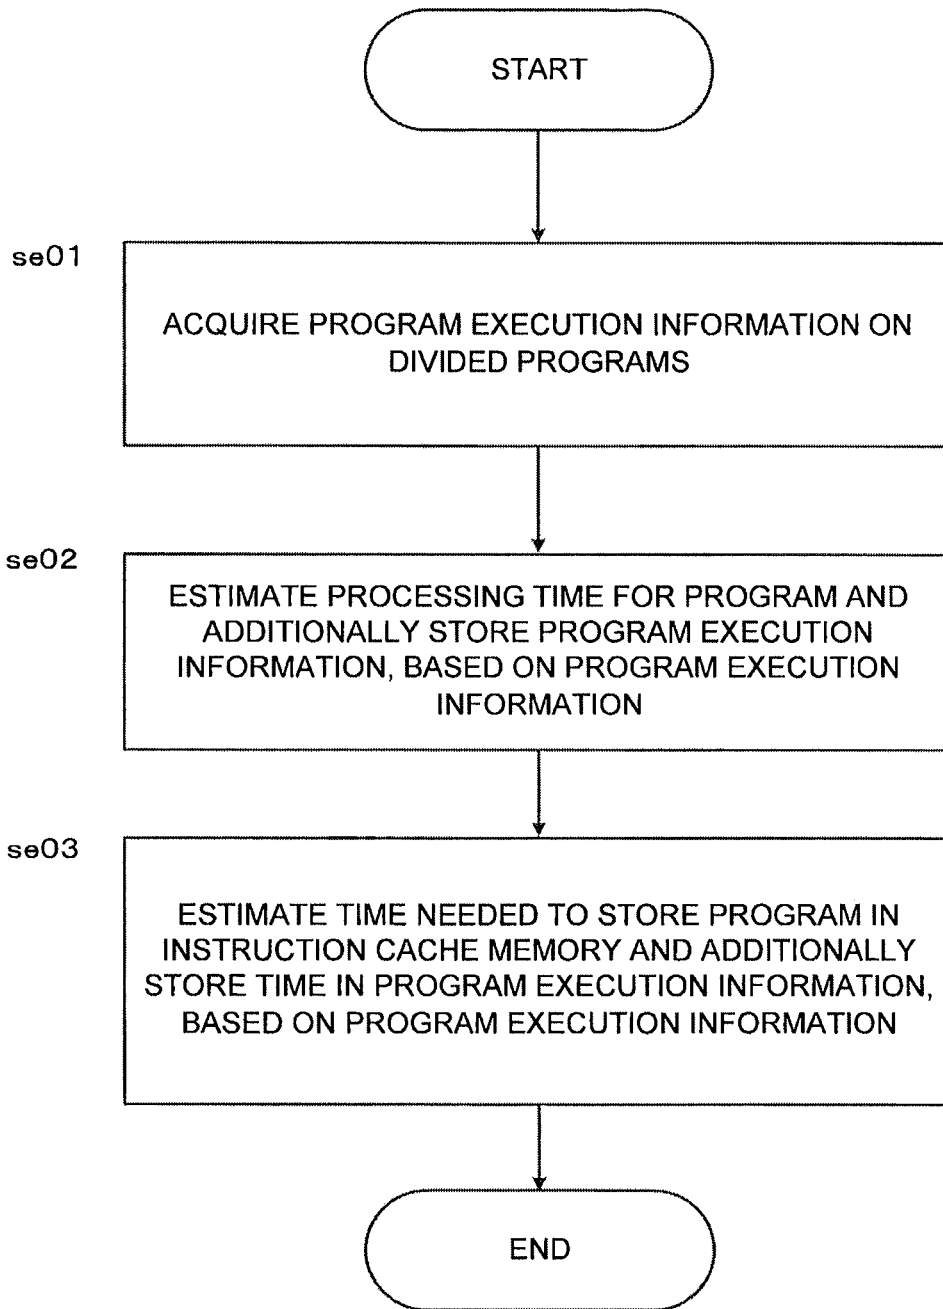 START
se01
ACQUIRE PROGRAM EXECUTION INFORMATION ON
DIVIDED PROGRAMS
se02
ESTIMATE PROCESSING TIME FOR PROGRAM AND
ADDITIONALLY STORE PROGRAM EXECUTION
INFORMATION, BASED ON PROGRAM EXECUTION
INFORMATION
se03
ESTIMATE TIME NEEDED TO STORE PROGRAM IN
INSTRUCTION CACHE MEMORY AND ADDITIONALLY
STORE TIME IN PROGRAM EXECUTION INFORMATION,
BASED ON PROGRAM EXECUTION INFORMATION
END